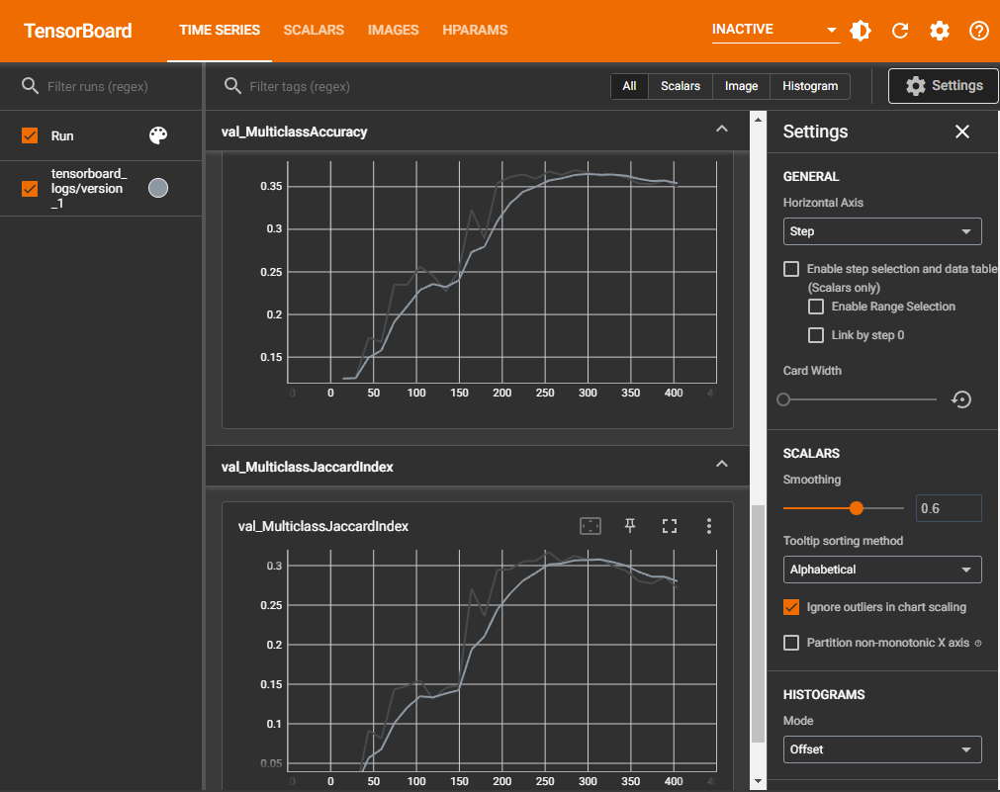 TensorBoard
TIME SERIES SCALARS IMAGES HPARAMS
INACTIVE
Filter runs (regex)
Filter tags (regex)
All Scalars Image Histogram
Settings
Run
tensorboard_
logs/version
_1
val_MulticlassAccuracy
0.35
0.3
0.25
0.2
0.15
0 50 100 150 200 250 300 350 400
val_MulticlassJaccardIndex
val_MulticlassJaccardIndex
0.3
0.25
0.2
0.15
0.1
0.05
0 50 100 150 200 250 300 350 400
Settings
GENERAL
Horizontal Axis
Step
Enable step selection and data table
(Scalars only)
Enable Range Selection
Link by step 0
Card Width
SCALARS
Smoothing
0.6
Tooltip sorting method
Alphabetical
Ignore outliers in chart scaling
Partition non-monotonic X axis
HISTOGRAMS
Mode
Offset